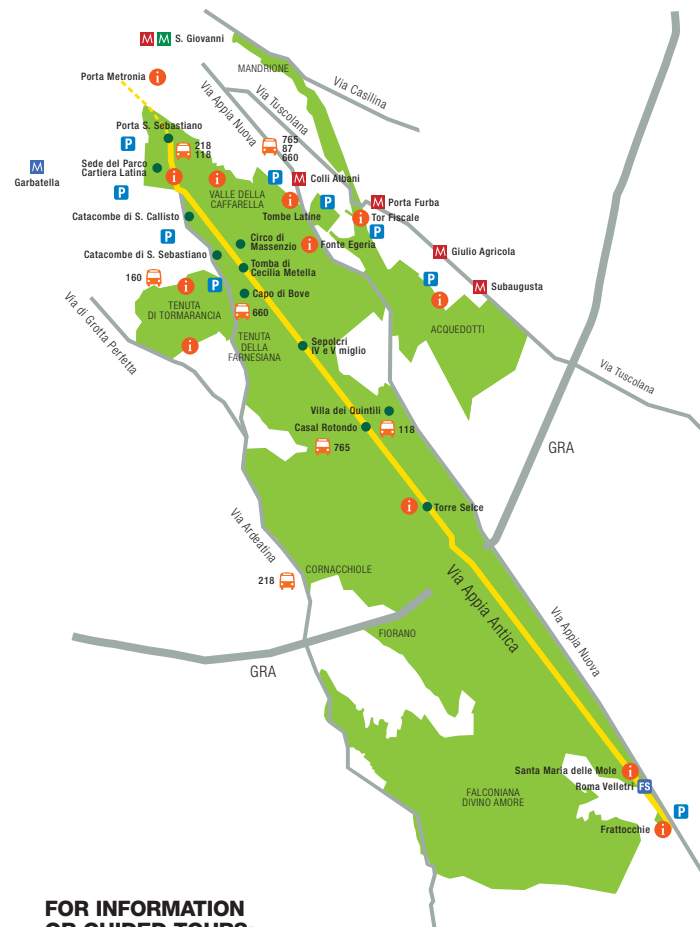 M M S. Giovanni
MANDRIONE
Porta Metronia i
Via Casilina
Via Tuscolana
Via Appia Nuova
Porta S. Sebastiano
P
218
118
765
87
660
M
Garbatella
Sede del Parco
Cartiera Latina
i
i
P
M Colli Albani
P
VALLE DELLA
CAFFARELLA
P
i
Tombe Latine
M Porta Furba
i Tor Fiscale
P
Catacombe di S. Callisto
P
Circo di
Massenzio
i Fonte Egeria
M Giulio Agricola
Catacombe di S. Sebastiano
Tomba di
Cecilia Metella
160
i
P
Capo di Bove
P
i
M Subaugusta
Via di Grotta Perfetta
TENUTA
DI TORMARANCIA
660
ACQUEDOTTI
i
TENUTA
DELLA
FARNESIANA
Sepolcri
IV e V miglio
Via Tuscolana
Villa dei Quintili
Casal Rotondo
118
765
GRA
i
Torre Selce
Via Ardeatina
218
CORNACCHIOLE
Via Appia Antica
Via Appia Nuova
FIORANO
GRA
Santa Maria delle Mole i
Roma Velletri FS
FALCONIANA
DIVINO AMORE
P
Frattocchie i
FOR INFORMATION
OR GUIDED TOURS: